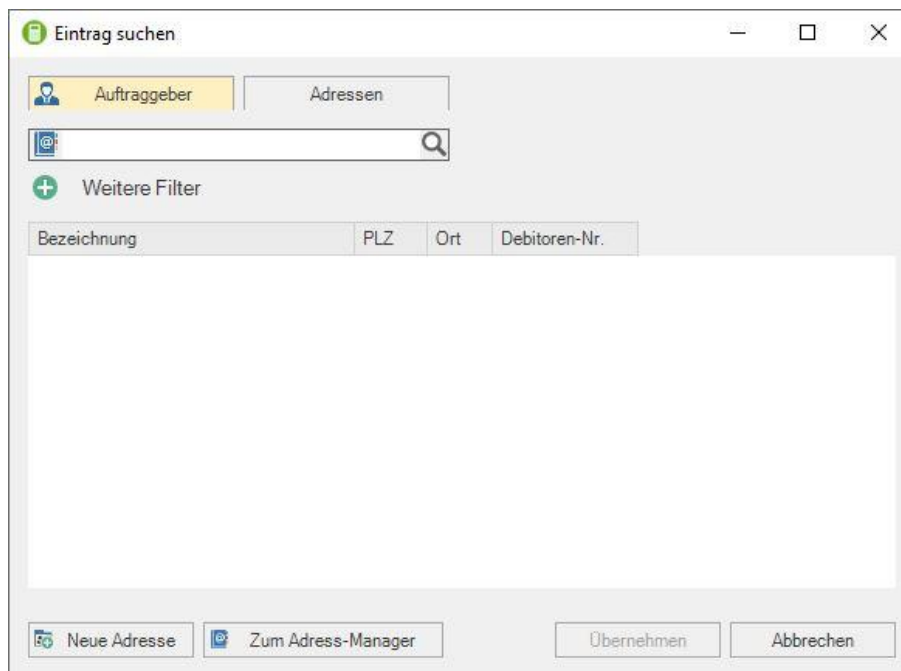 Eintrag suchen
Auftraggeber Adressen
@
Weitere Filter
Bezeichnung PLZ Ort Debitoren-Nr.
Neue Adresse @ Zum Adress-Manager Übernehmen Abbrechen